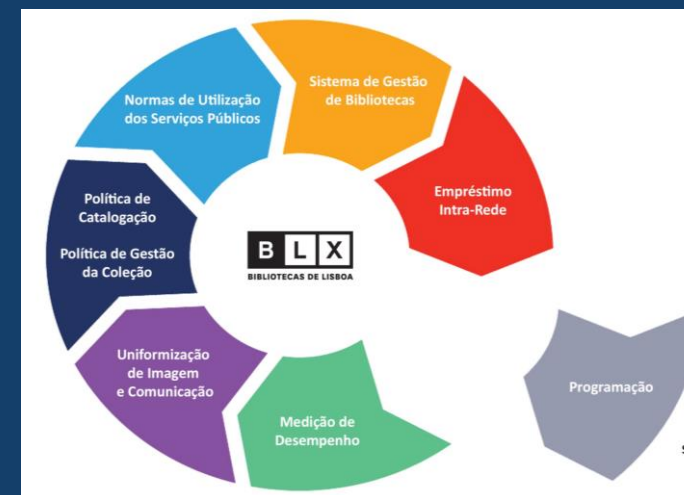 Sistema de Gestão
de Bibliotecas
Normas de Utilização
dos Serviços Públicos
Empréstimo
Intra-Rede
Política de
Catalogação
Política de Gestão
da Coleção
BLX
BIBLIOTECAS DE LISBOA
Uniformização
de Imagem
e Comunicação
Medição de
Desempenho
Programação